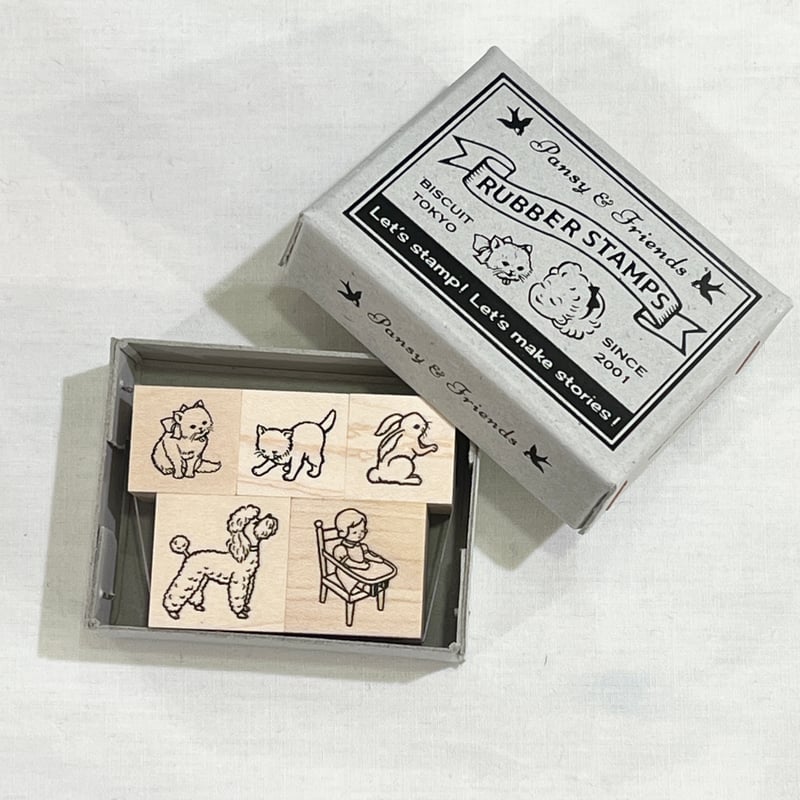 Pansy & Friends
RUBBER STAMPS
BISCUIT
TOKYO
SINCE
2001
Let's stamp! Let's make stories!
Pansy & Friends